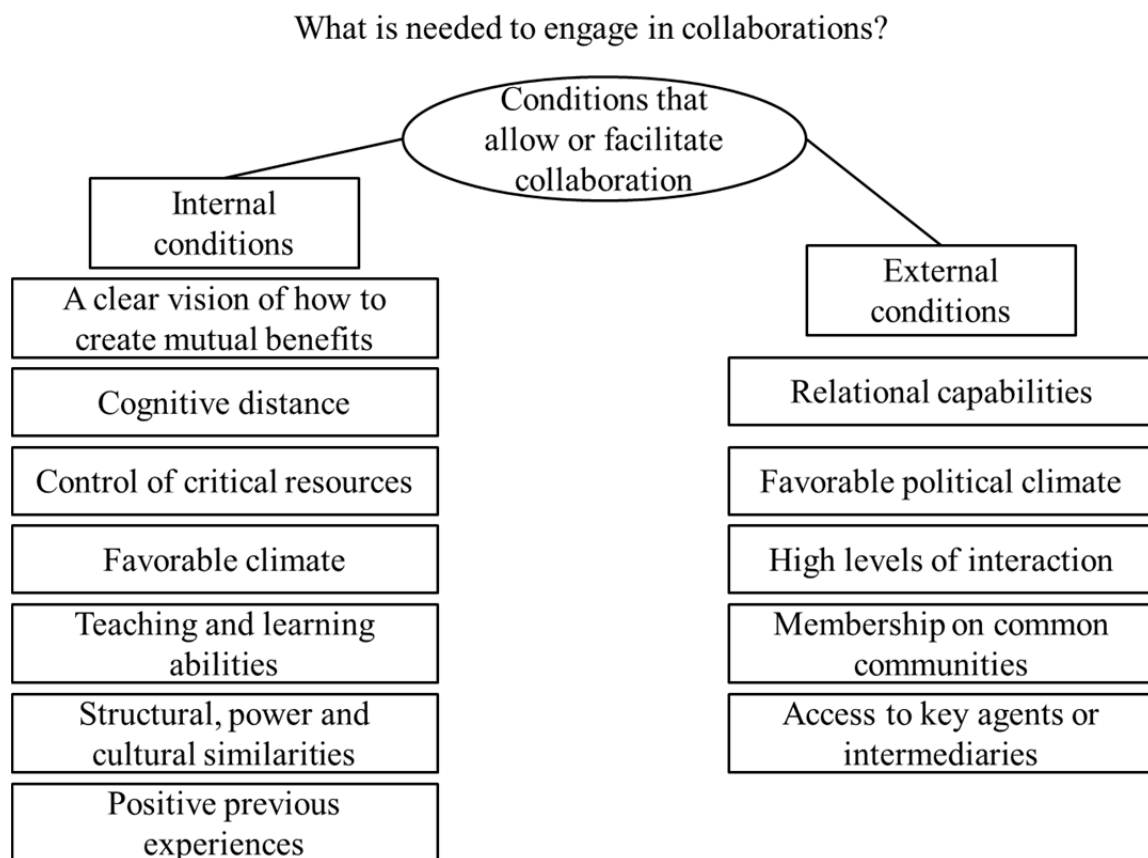 What is needed to engage in collaborations?
Conditions that
allow or facilitate
collaboration
Internal
conditions
A clear vision of how to
create mutual benefits
Cognitive distance
Control of critical resources
Favorable climate
Teaching and learning
abilities
Structural, power and
cultural similarities
Positive previous
experiences
External
conditions
Relational capabilities
Favorable political climate
High levels of interaction
Membership on common
communities
Access to key agents or
intermediaries